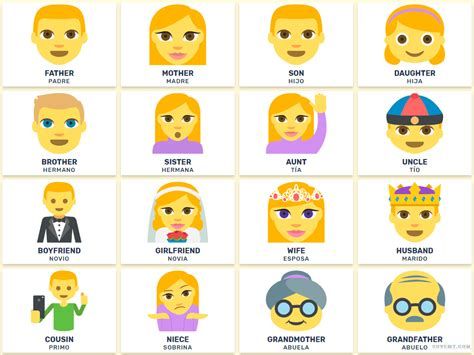 FATHER
PADRE
MOTHER
MADRE
SON
HIJO
DAUGHTER
HIJA
BROTHER
HERMANO
SISTER
HERMANA
AUNT
TÍA
UNCLE
TÍO
BOYFRIEND
NOVIO
GIRLFRIEND
NOVIA
WIFE
ESPOSA
HUSBAND
MARIDO
COUSIN
PRIMO
NIECE
SOBRINA
GRANDMOTHER
ABUELA
GRANDFATHER
ABUELO